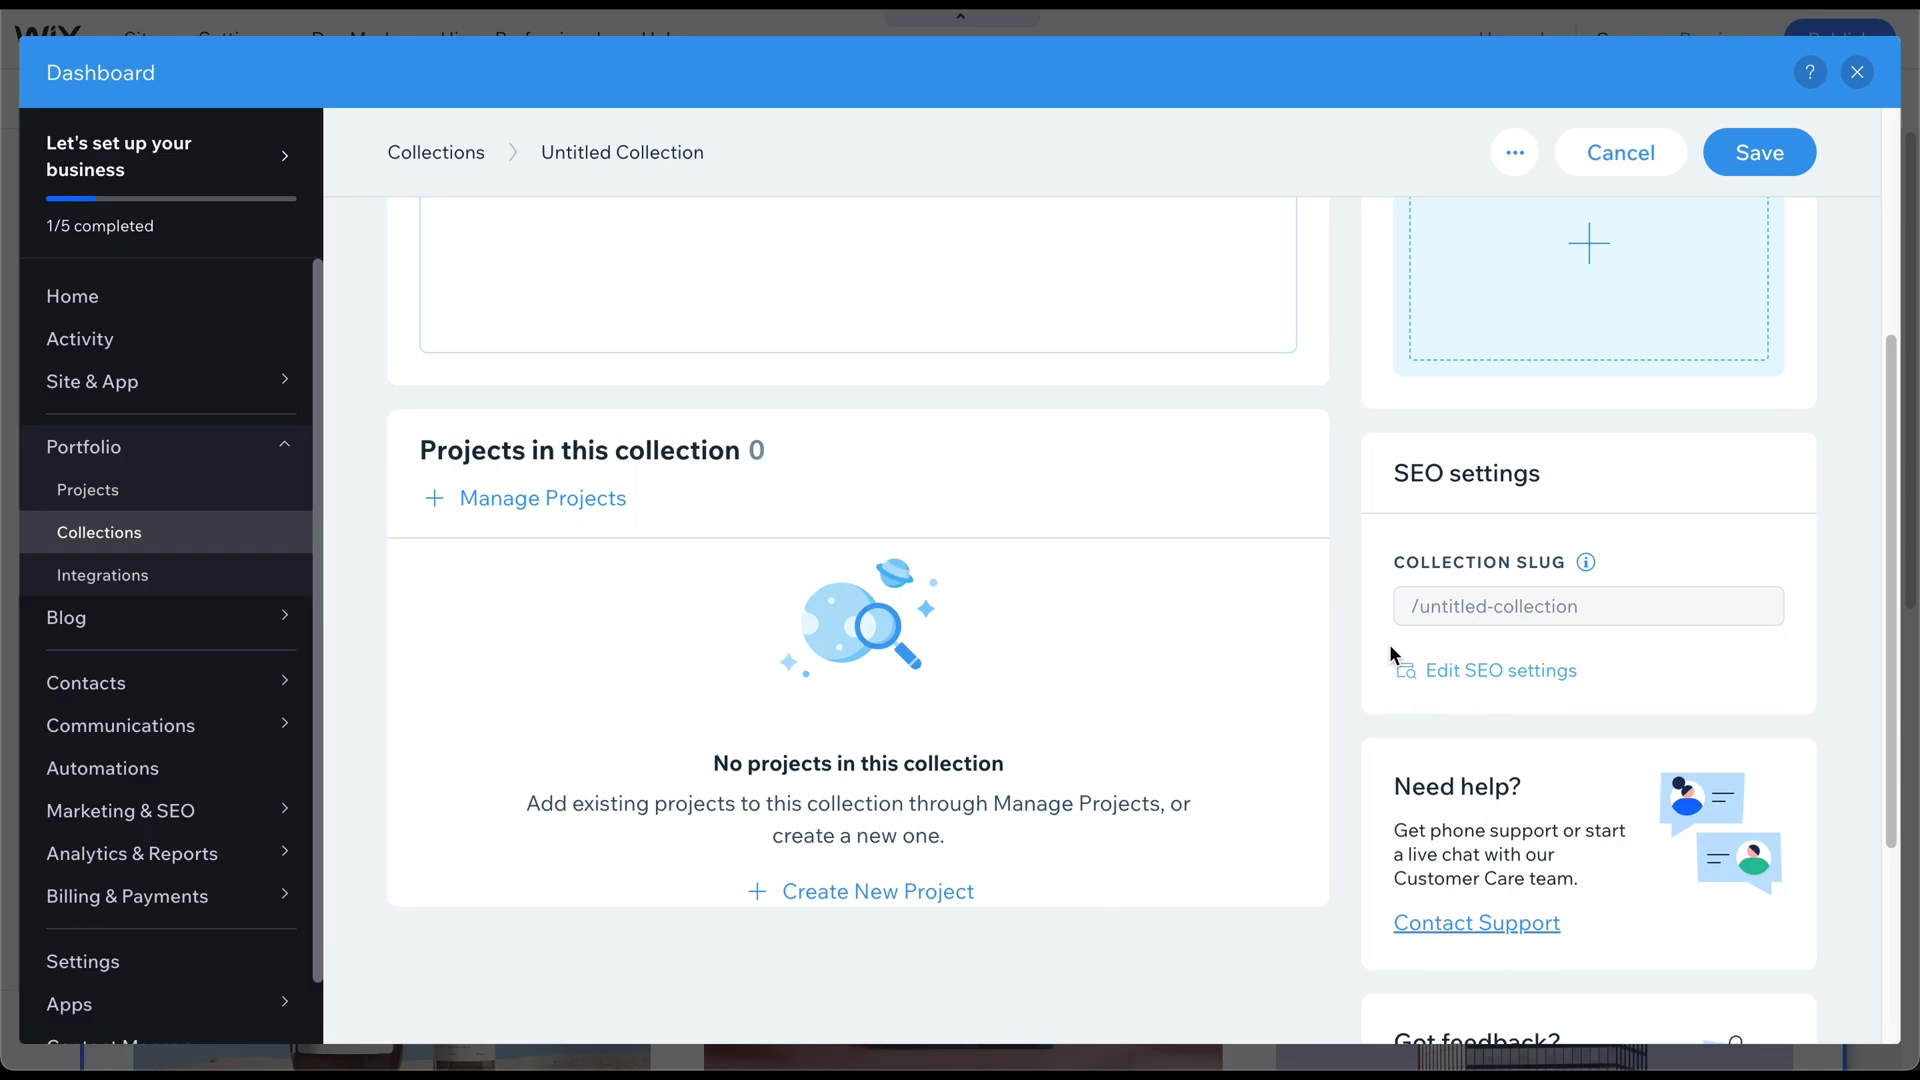 Dashboard
?
Let's set up your
business
1/5 completed
Home
Activity
Site & App
Portfolio
Projects
Collections
Integrations
Blog
Contacts
Communications
Automations
Marketing & SEO
Analytics & Reports
Billing & Payments
Settings
Apps
Collections
Untitled Collection
Cancel
Save
Projects in this collection 0
Manage Projects
No projects in this collection
Add existing projects to this collection through Manage Projects, or
create a new one.
Create New Project
SEO settings
COLLECTION SLUG
/untitled-collection
Edit SEO settings
Need help?
Get phone support or start
a live chat with our
Customer Care team.
Contact Support
Got feedback?